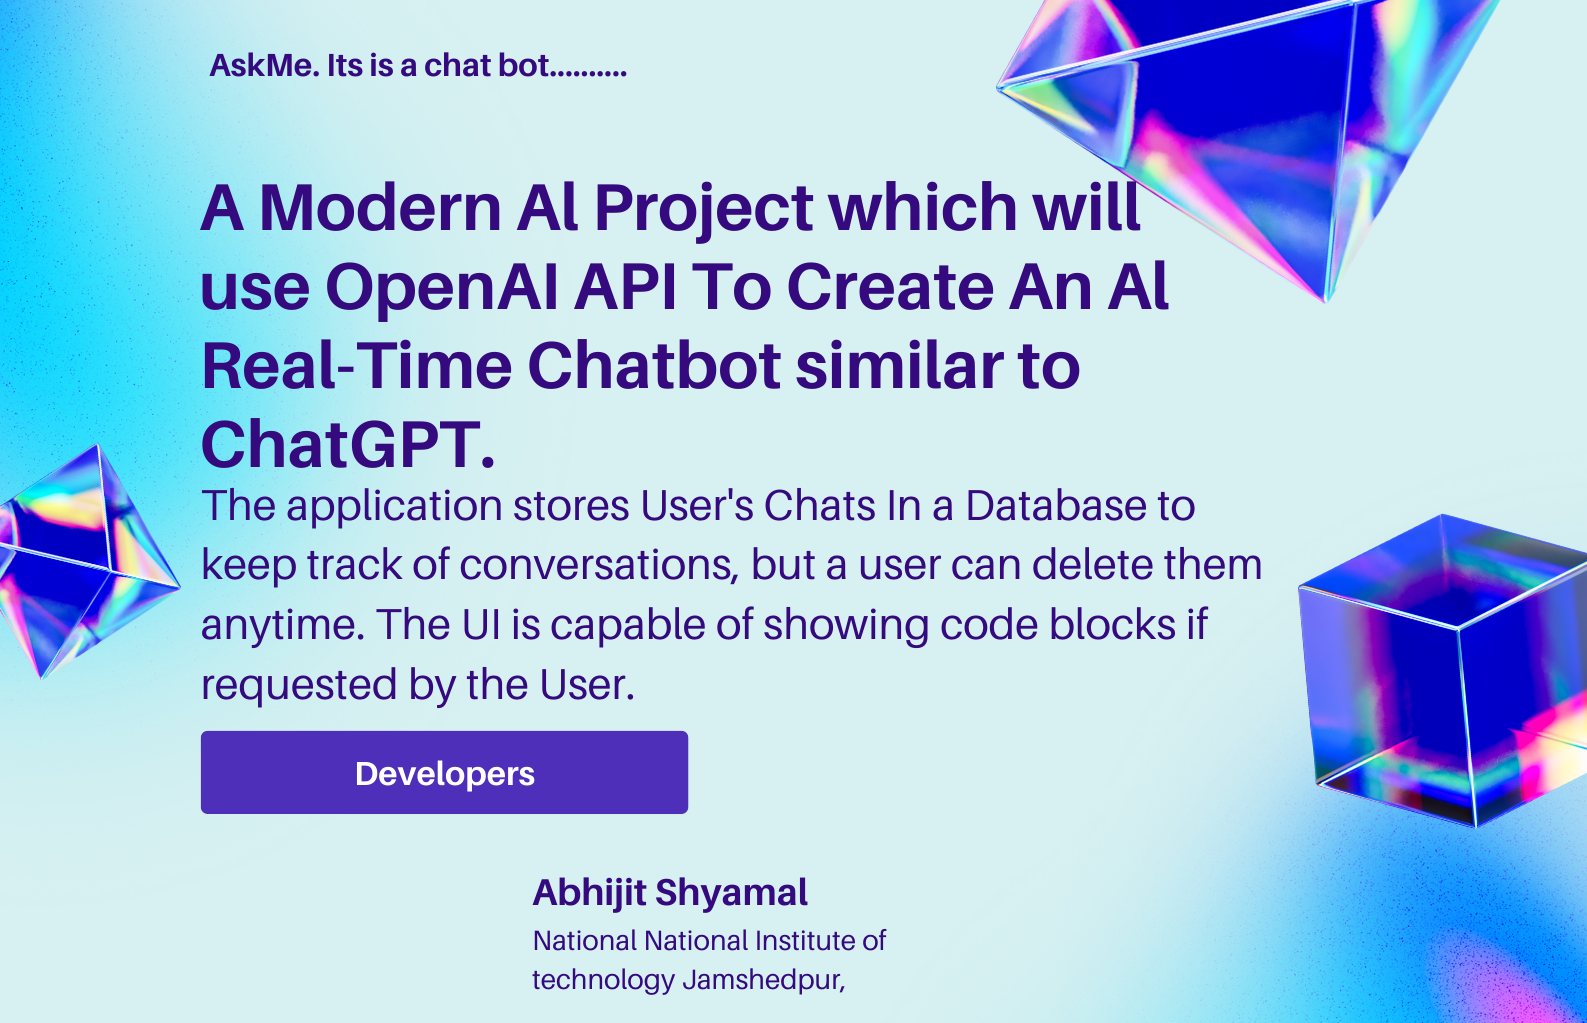 AskMe. Its is a chat bot..........
A Modern Al Project which will
use OpenAI API To Create An Al
Real-Time Chatbot similar to
ChatGPT.
The application stores User's Chats In a Database to
keep track of conversations, but a user can delete them
anytime. The UI is capable of showing code blocks if
requested by the User.
Developers
Abhijit Shyamal
National National Institute of
technology Jamshedpur,